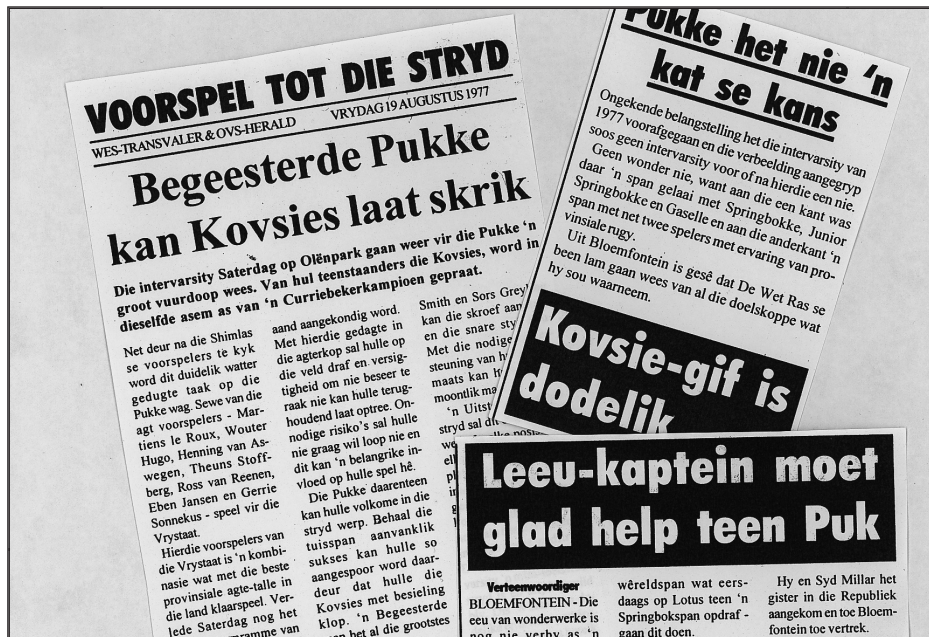 VOORSPEL TOT DIE STRYD
WES-TRANSVALER & OVS-HERALD VRYDAG 19 AUGUSTUS 1977
Begeesterde Pukke
kan Kovsies laat skrik
Die intervarsity Saterdag op Olënpark gaan weer vir die Pukke 'n
groot vuurdoop wees. Van hul teenstaanders die Kovsies, word in
dieselfde asem as van 'n Curriebekerkampioen gepraat.
Net deur na die Shimlas
se voorspelers te kyk
word dit duidelik watter
gedugte taak op die
Pukke wag. Sewe van die
agt voorspelers - Mar-
tiens le Roux, Wouter
Hugo, Henning van As-
wegen, Theuns Stoff-
berg, Ross van Reenen,
Eben Jansen en Gerrie
Sonnekus - speel vir die
Vrystaat.
Hierdie voorspelers van
die Vrystaat is 'n kombi-
nasie wat met die beste
provinsiale agte-talle in
die land klaarspeel. Ver-
lede Saterdag nog het
van
aand aangekondig word.
Met hierdie gedagte in
die agterkop sal hulle op
die veld draf en versig-
tigheid om nie beseer te
raak nie kan hulle terug-
houdend laat optree. On-
nodige risiko's sal hulle
nie graag wil loop nie en
dit kan 'n belangrike in-
vloed op hulle spel hê.
Die Pukke daarenteen
kan hulle volkome in die
stryd werp. Behaal die
tuisspan aanvanklik
sukses kan hulle so
aangespoor word daar-
deur dat hulle die
Kovsies met besieling
klop. 'n Begeesterde
het al die grootstes
Smith en Sors
kan die skroef
en die snare
Met die nodige
steuning van
maats kan
moontlik
'n
stryd sal
Pukke het nie 'n
kat se kans
Ongekende belangstelling het die intervarsity van
1977 voorafgegaan en die verbeelding aangegryp
soos geen intervarsity voor of na hierdie een nie.
Geen wonder nie, want aan die een kant was
daar 'n span gelaai met Springbokke, Junior
Springbokke en Gaselle en aan die anderkant 'n
span met net twee spelers met ervaring van pro-
vinsiale rugy.
Uit Bloemfontein is gesê dat De Wet Ras se
been lam gaan wees van al die doelskoppe wat
hy sou waarneem.
Kovsie-gif is
dodelik
Leeu-kaptein moet
glad help teen Puk
Verteenwoordiger
BLOEMFONTEIN - Die
eeu van wonderwerke is
nog nie verby as 'n
wêreldspan wat eers-
daags op Lotus teen 'n
Springbokspan opdraf -
gaan dit doen.
Hy en Syd Millar het
gister in die Republiek
aangekom en toe Bloem-
fontein toe vertrek.